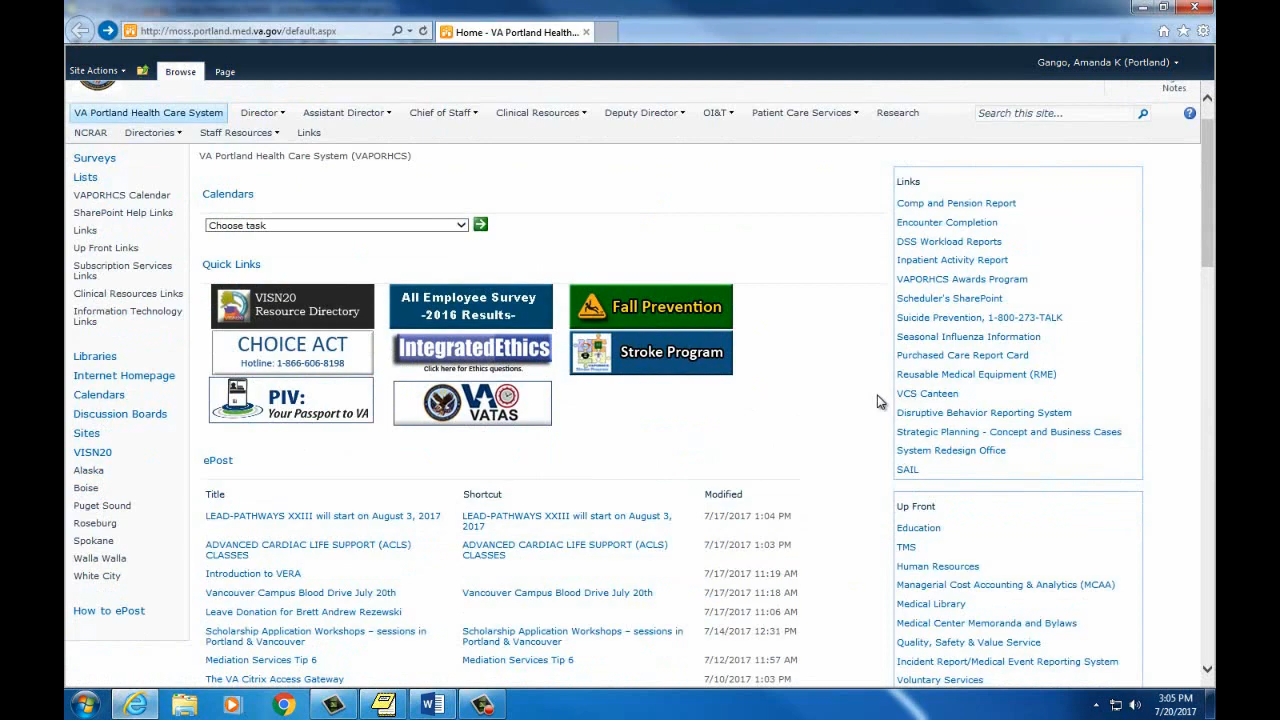 http://moss.portland.med.va.gov/default.aspx
Home - VA Portland Health...
Site Actions
Browse
Page
Gango, Amanda K (Portland)
Notes
VA Portland Health Care System
Director
Assistant Director
Chief of Staff
Clinical Resources
Deputy Director
OI&T
Patient Care Services
Research
Search this site...
NCRAR
Directories
Staff Resources
Links
Surveys
Lists
VAPORHCS Calendar
SharePoint Help Links
Links
Up Front Links
Subscription Services
Links
Clinical Resources Links
Information Technology
Links
Libraries
Internet Homepage
Calendars
Discussion Boards
Sites
VISN20
Alaska
Boise
Puget Sound
Roseburg
Spokane
Walla Walla
White City
How to ePost
VA Portland Health Care System (VAPORHCS)
Calendars
Choose task
Quick Links
VISN20
Resource Directory
All Employee Survey
-2016 Results-
Fall Prevention
CHOICE ACT
Hotline: 1-866-606-8198
IntegratedEthics
Click here for Ethics questions.
Stroke Program
PIV:
Your Passport to VA
VA
VATAS
ePost
Title Shortcut Modified
LEAD-PATHWAYS XXIII will start on August 3, 2017 LEAD-PATHWAYS XXIII will start on August 3, 7/17/2017 1:04 PM
2017
ADVANCED CARDIAC LIFE SUPPORT (ACLS) ADVANCED CARDIAC LIFE SUPPORT (ACLS) 7/17/2017 1:03 PM
CLASSES CLASSES
Introduction to VERA 7/17/2017 11:19 AM
Vancouver Campus Blood Drive July 20th Vancouver Campus Blood Drive July 20th 7/17/2017 11:18 AM
Leave Donation for Brett Andrew Rezewski 7/17/2017 11:06 AM
Scholarship Application Workshops – sessions in Scholarship Application Workshops – sessions in 7/14/2017 12:31 PM
Portland & Vancouver Portland & Vancouver
Mediation Services Tip 6 Mediation Services Tip 6 7/12/2017 11:57 AM
The VA Citrix Access Gateway 7/10/2017 1:03 PM
Links
Comp and Pension Report
Encounter Completion
DSS Workload Reports
Inpatient Activity Report
VAPORHCS Awards Program
Scheduler's SharePoint
Suicide Prevention, 1-800-273-TALK
Seasonal Influenza Information
Purchased Care Report Card
Reusable Medical Equipment (RME)
VCS Canteen
Disruptive Behavior Reporting System
Strategic Planning - Concept and Business Cases
System Redesign Office
SAIL
Up Front
Education
TMS
Human Resources
Managerial Cost Accounting & Analytics (MCAA)
Medical Library
Medical Center Memoranda and Bylaws
Quality, Safety & Value Service
Incident Report/Medical Event Reporting System
Voluntary Services
3:05 PM
7/20/2017